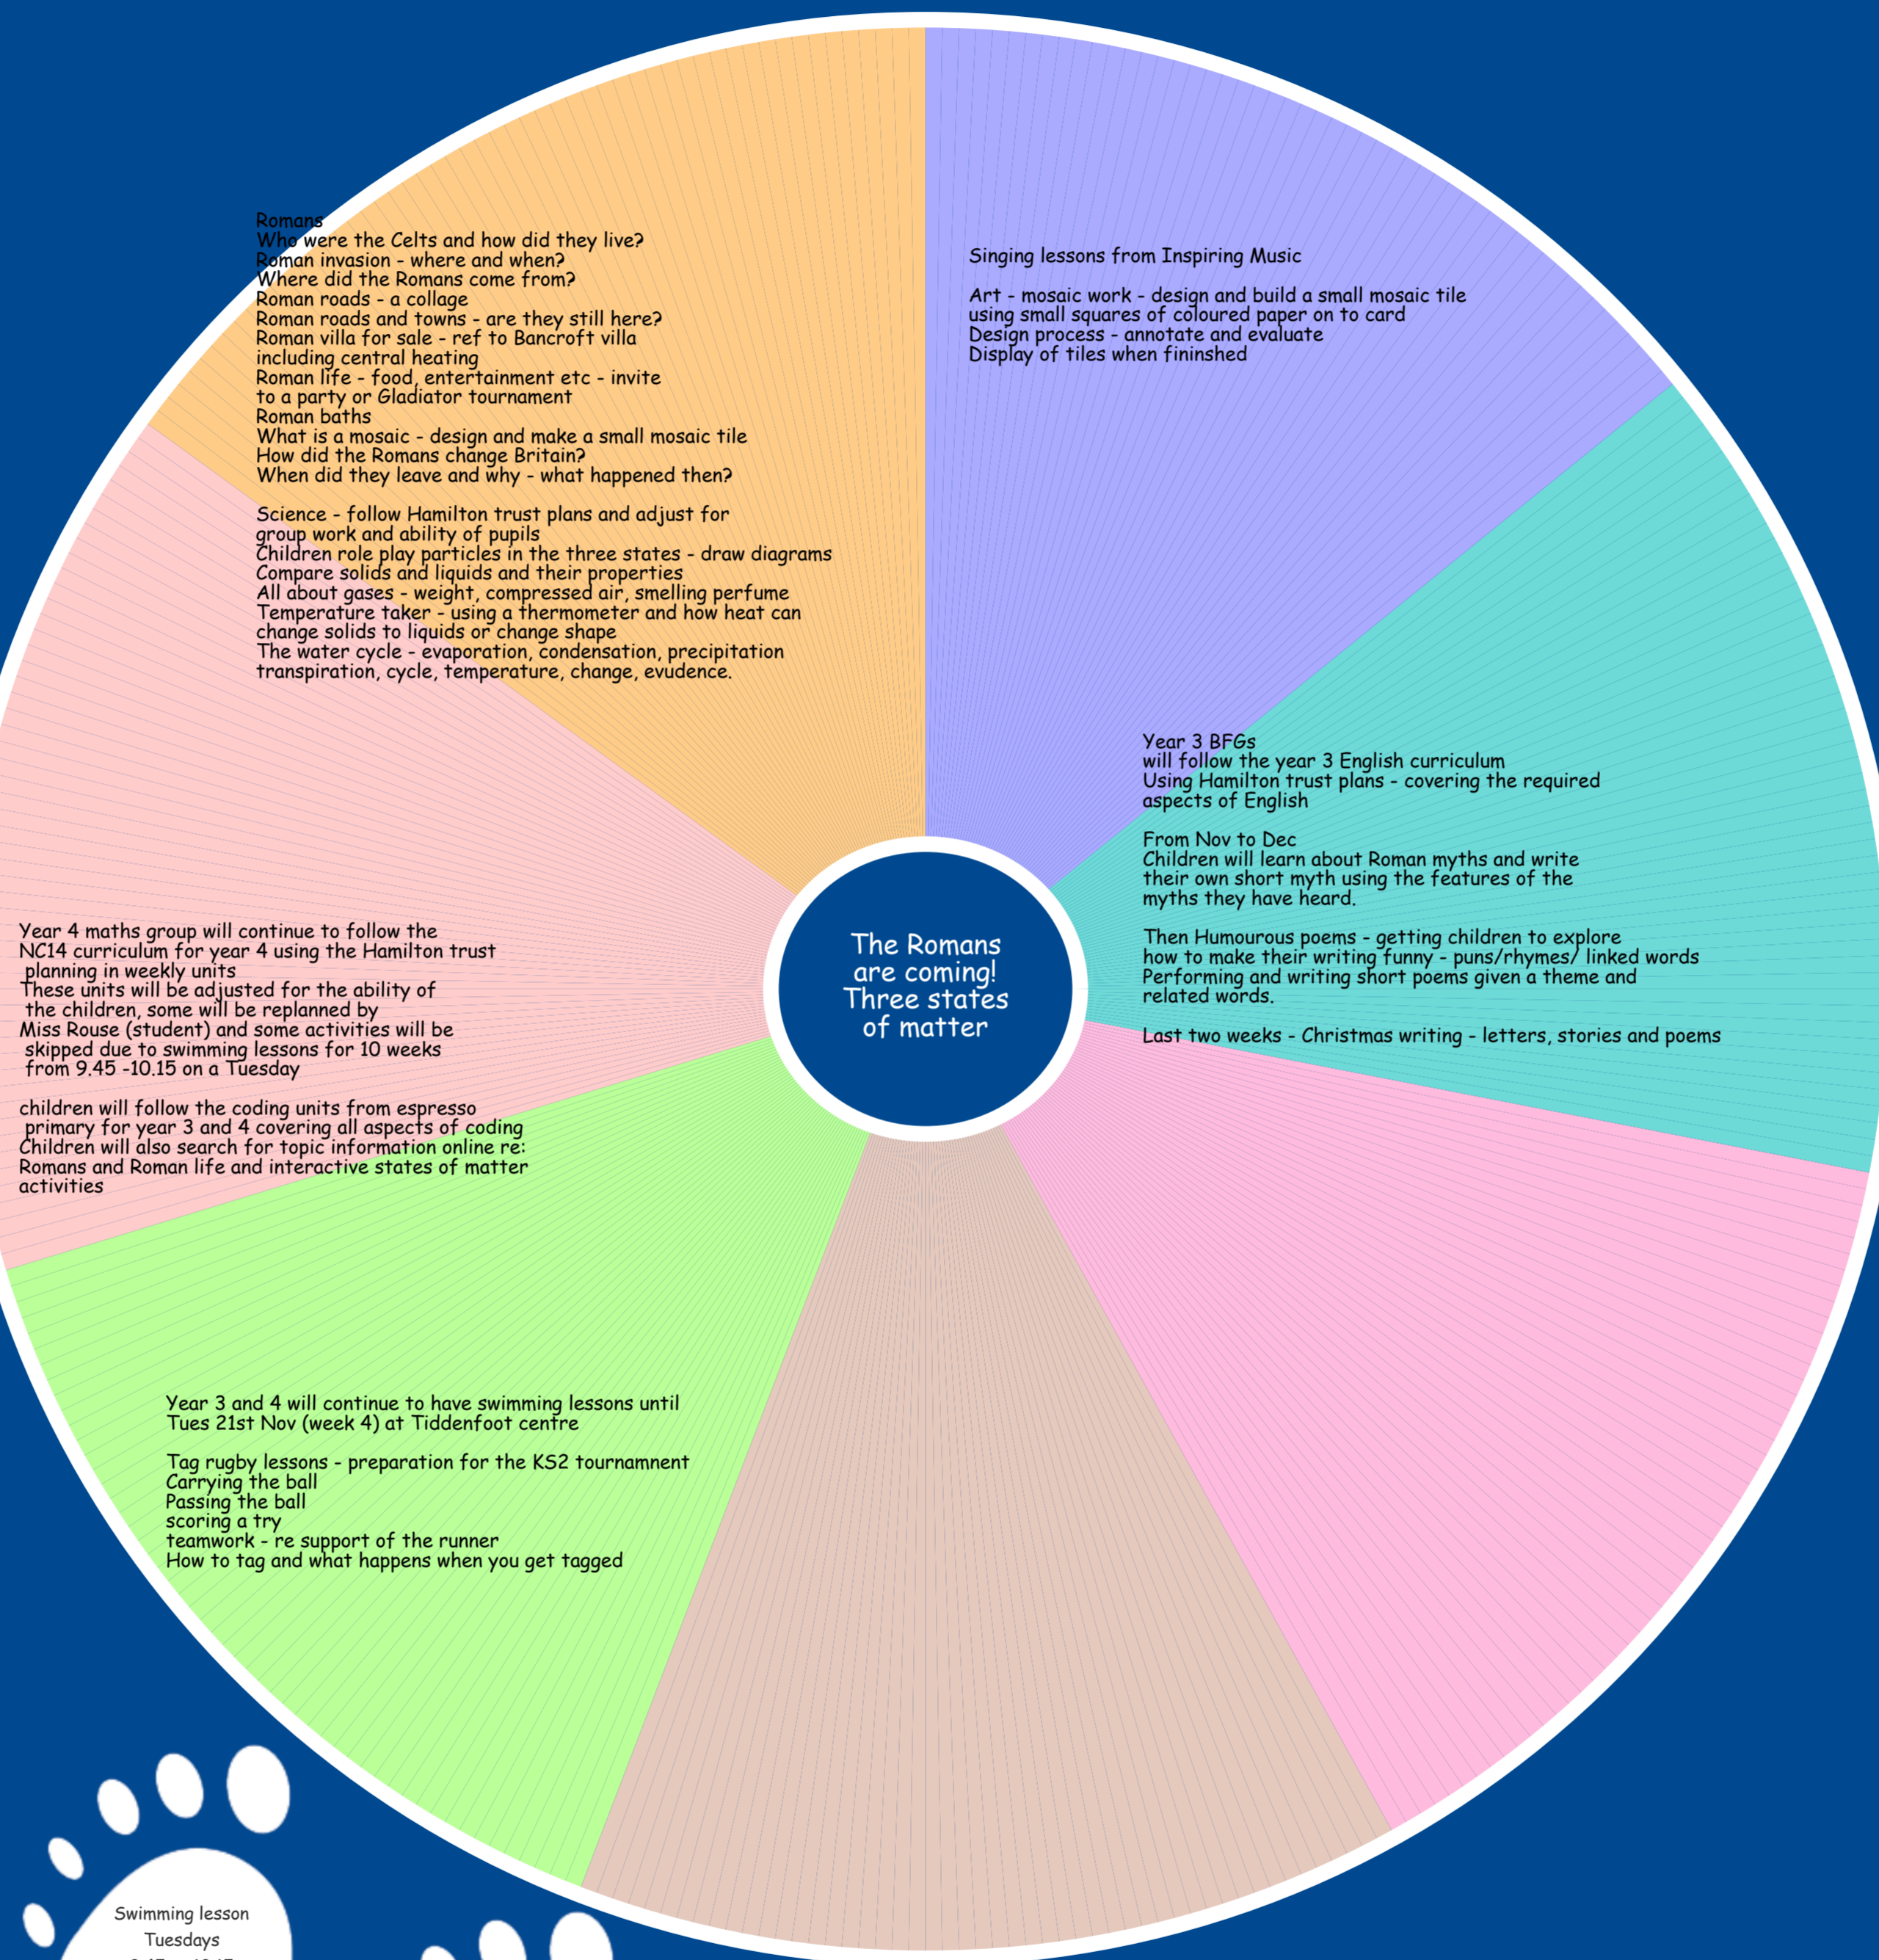 Romans
Who were the Celts and how did they live?
Roman invasion - where and when?
Where did the Romans come from?
Roman roads - a collage
Roman roads and towns - are they still here?
Roman villa for sale - ref to Bancroft villa
including central heating
Roman life - food, entertainment etc - invite
to a party or Gladiator tournament
Roman baths
What is a mosaic - design and make a small mosaic tile
How did the Romans change Britain?
When did they leave and why - what happened then?
Science - follow Hamilton trust plans and adjust for
group work and ability of pupils
Children role play particles in the three states - draw diagrams
Compare solids and liquids and their properties
All about gases - weight, compressed air, smelling perfume
Temperature taker - using a thermometer and how heat can
change solids to liquids or change shape
The water cycle - evaporation, condensation, precipitation
transpiration, cycle, temperature, change, evudence.
Singing lessons from Inspiring Music
Art - mosaic work - design and build a small mosaic tile
using small squares of coloured paper on to card
Design process - annotate and evaluate
Display of tiles when fininshed
Year 3 BFGs
will follow the year 3 English curriculum
Using Hamilton trust plans - covering the required
aspects of English
From Nov to Dec
Children will learn about Roman myths and write
their own short myth using the features of the
myths they have heard.
Then Humourous poems - getting children to explore
how to make their writing funny - puns/rhymes/ linked words
Performing and writing short poems given a theme and
related words.
Last two weeks - Christmas writing - letters, stories and poems
The Romans
are coming!
Three states
of matter
Year 4 maths group will continue to follow the
NC14 curriculum for year 4 using the Hamilton trust
planning in weekly units
These units will be adjusted for the ability of
the children, some will be replanned by
Miss Rouse (student) and some activities will be
skipped due to swimming lessons for 10 weeks
from 9.45 -10.15 on a Tuesday
children will follow the coding units from espresso
primary for year 3 and 4 covering all aspects of coding
Children will also search for topic information online re:
Romans and Roman life and interactive states of matter
activities
Year 3 and 4 will continue to have swimming lessons until
Tues 21st Nov (week 4) at Tiddenfoot centre
Tag rugby lessons - preparation for the KS2 tournamnent
Carrying the ball
Passing the ball
scoring a try
teamwork - re support of the runner
How to tag and what happens when you get tagged
Swimming lesson
Tuesdays